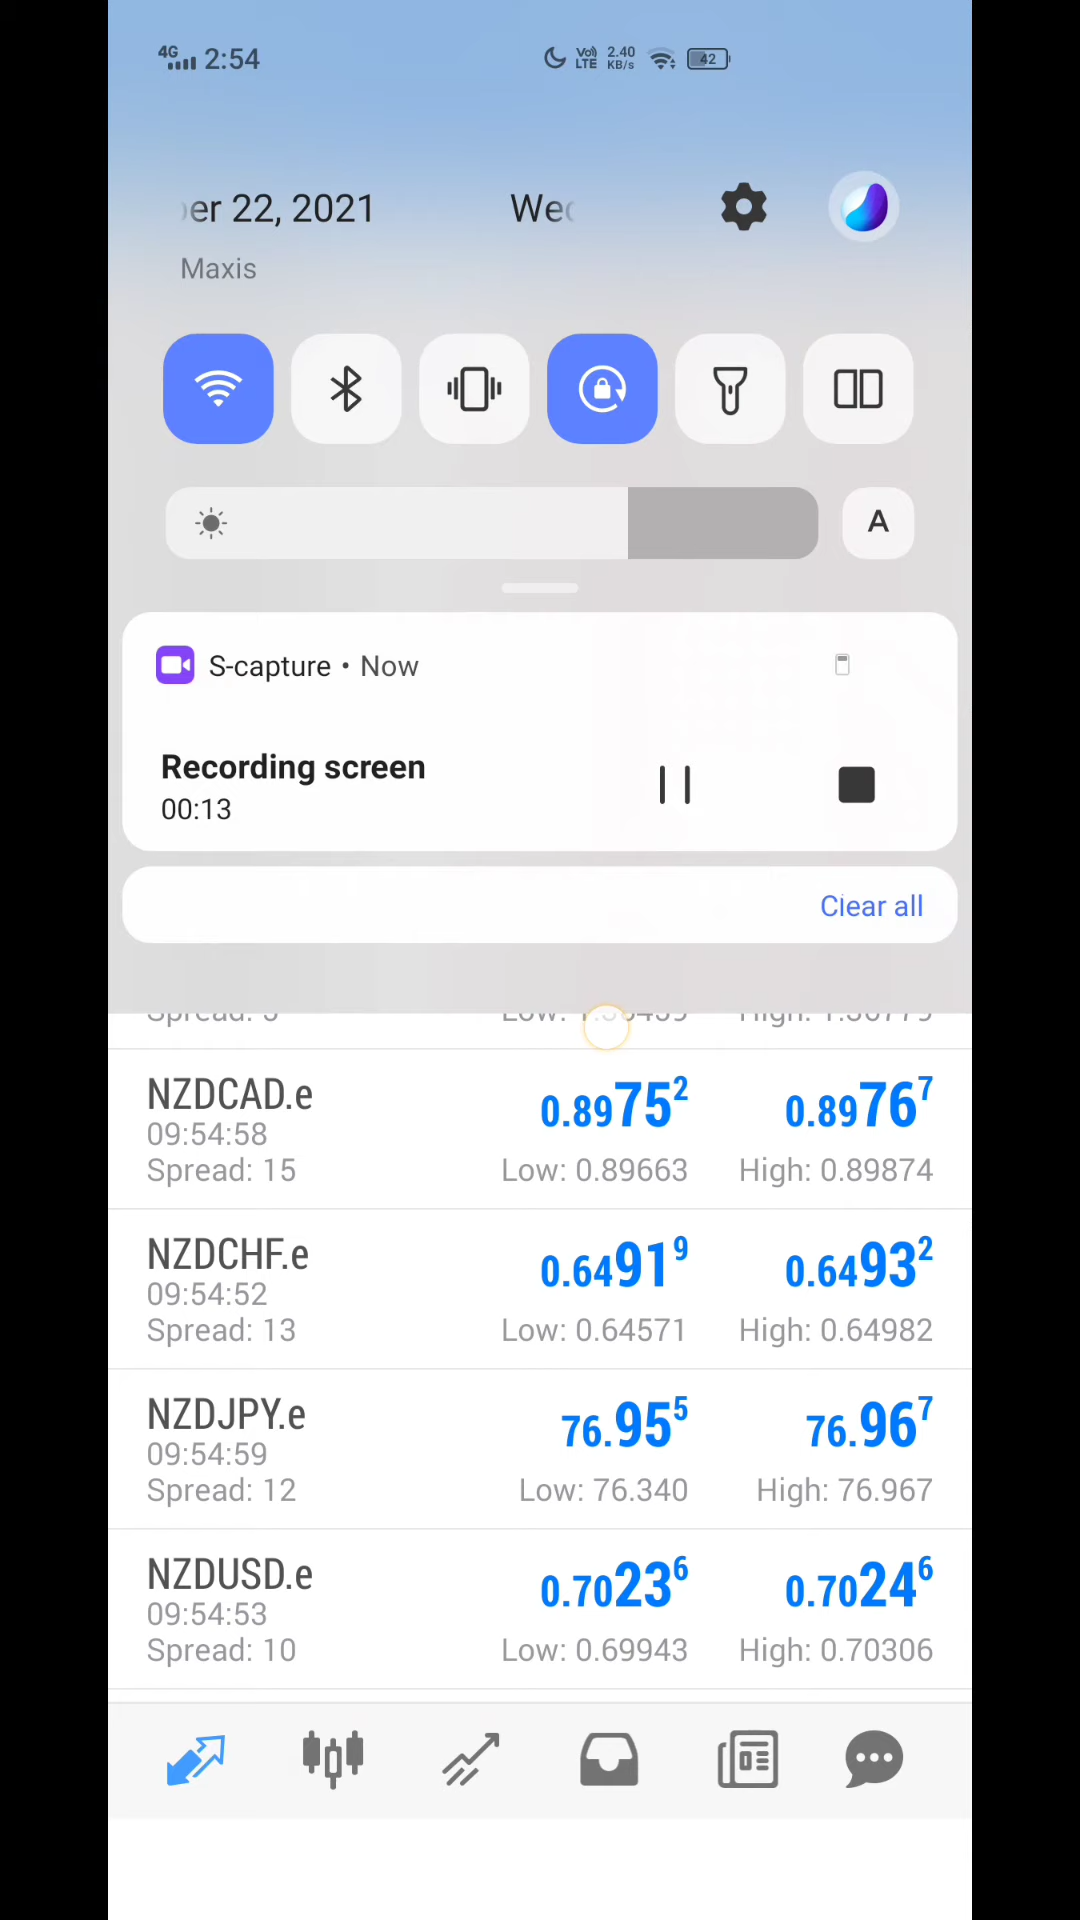 4G 2:54 Vo) LTE 2.40 KB/s 42
er 22, 2021 Wed
Maxis
A
S-capture • Now
Recording screen
00:13
Clear all
NZDCAD.e 0.89752 0.89767
09:54:58
Spread: 15 Low: 0.89663 High: 0.89874
NZDCHF.e 0.64919 0.64932
09:54:52
Spread: 13 Low: 0.64571 High: 0.64982
NZDJPY.e 76.955 76.967
09:54:59
Spread: 12 Low: 76.340 High: 76.967
NZDUSD.e 0.70236 0.70246
09:54:53
Spread: 10 Low: 0.69943 High: 0.70306